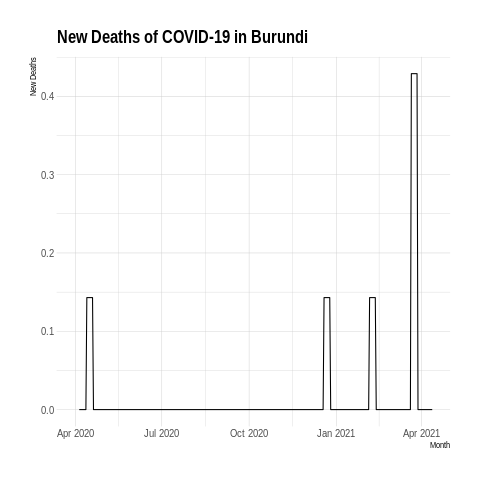 New Deaths of COVID-19 in Burundi
New Deaths
0.4
0.3
0.2
0.1
0.0
Apr 2020 Jul 2020 Oct 2020 Jan 2021 Apr 2021
Month